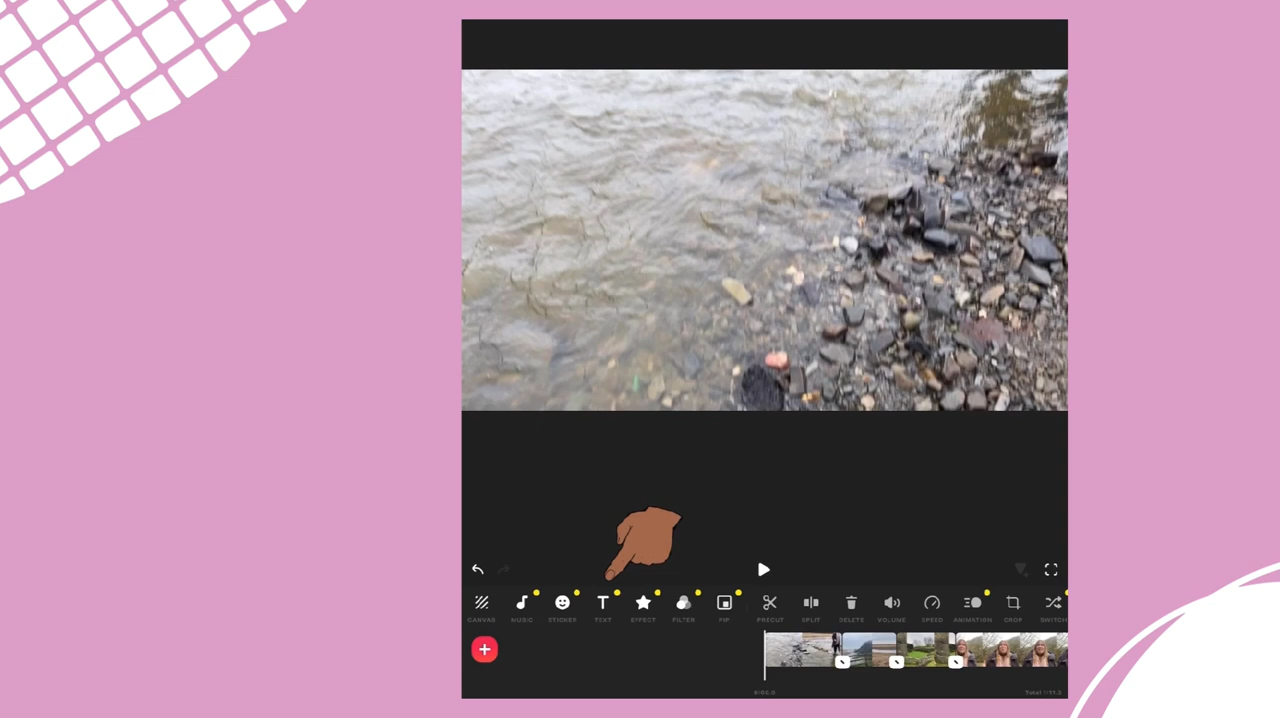 CANVAS MUSIC STICKER TEXT EFFECT FILTER PIP PRECUT SPLIT DELETE VOLUME SPEED ANIMATION CROP SWITCH